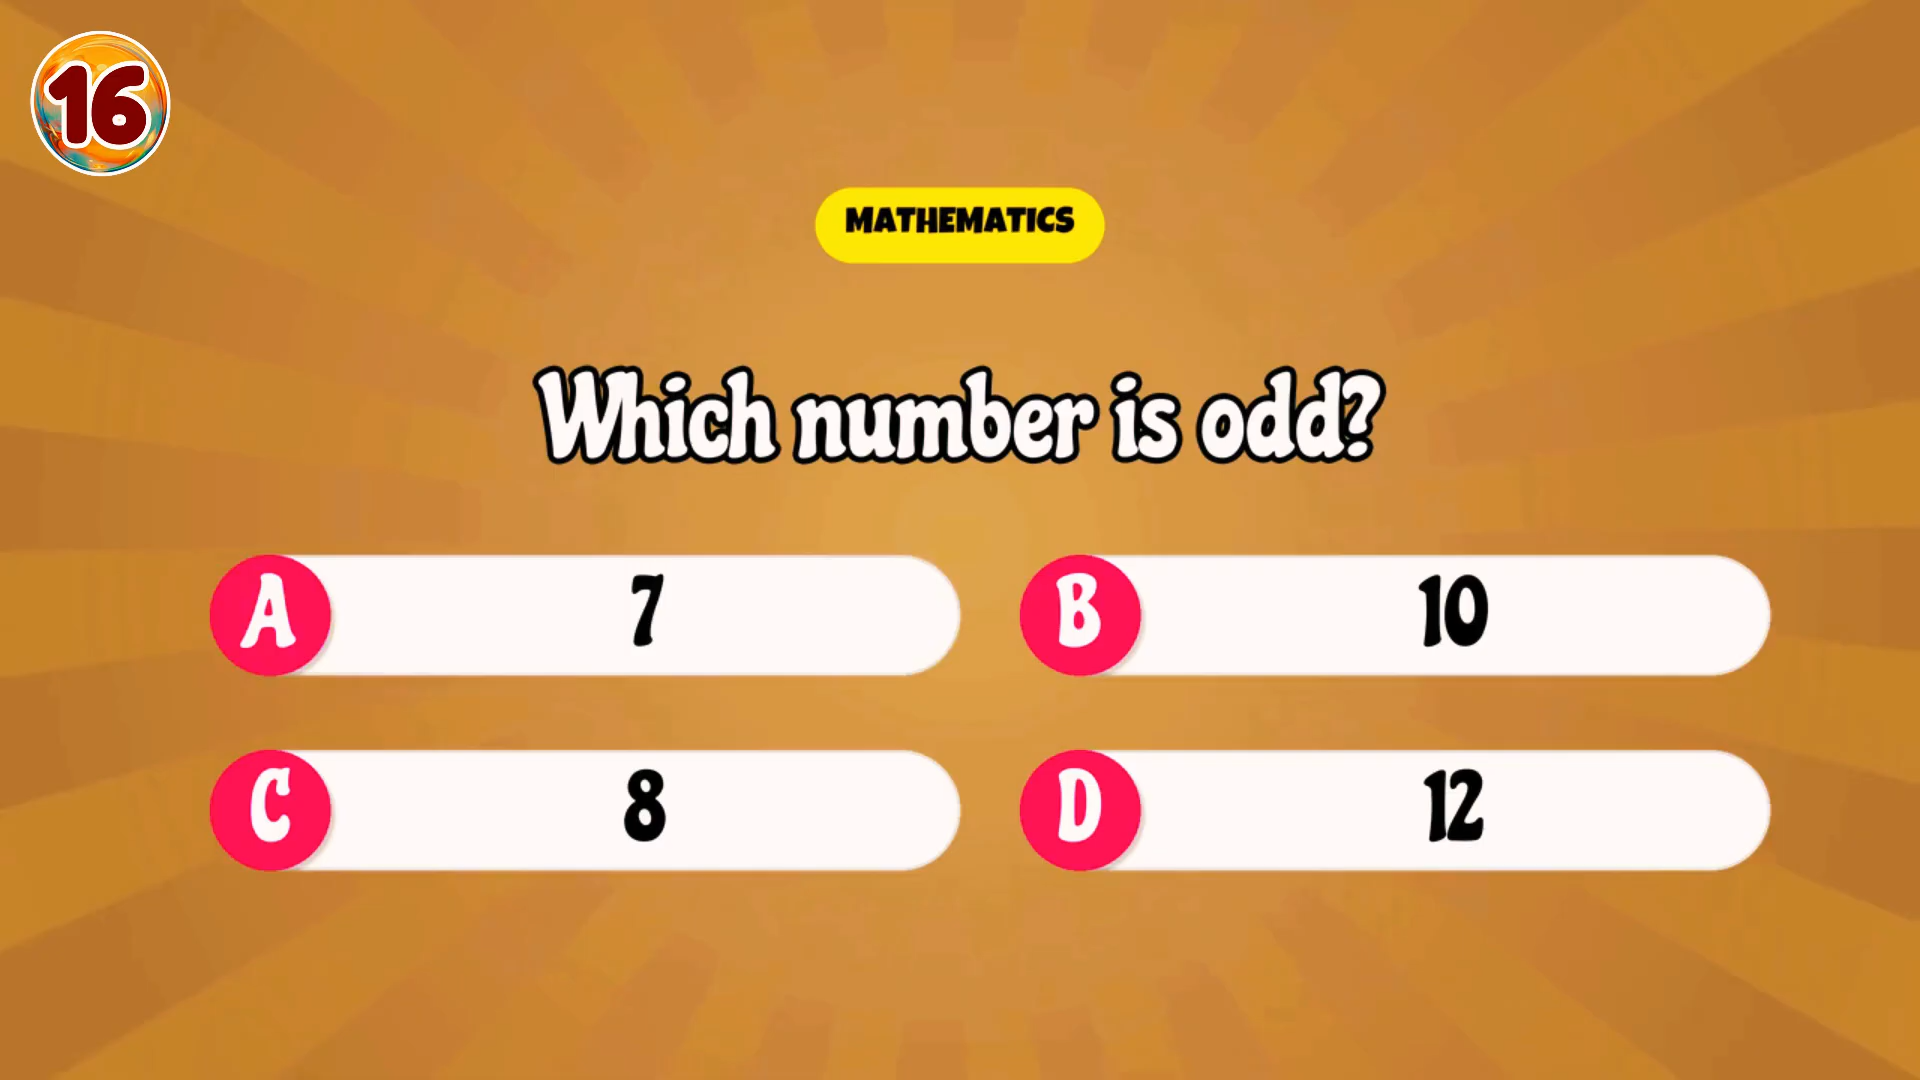 16
MATHEMATICS
Which number is odd?
A 7
B 10
C 8
D 12